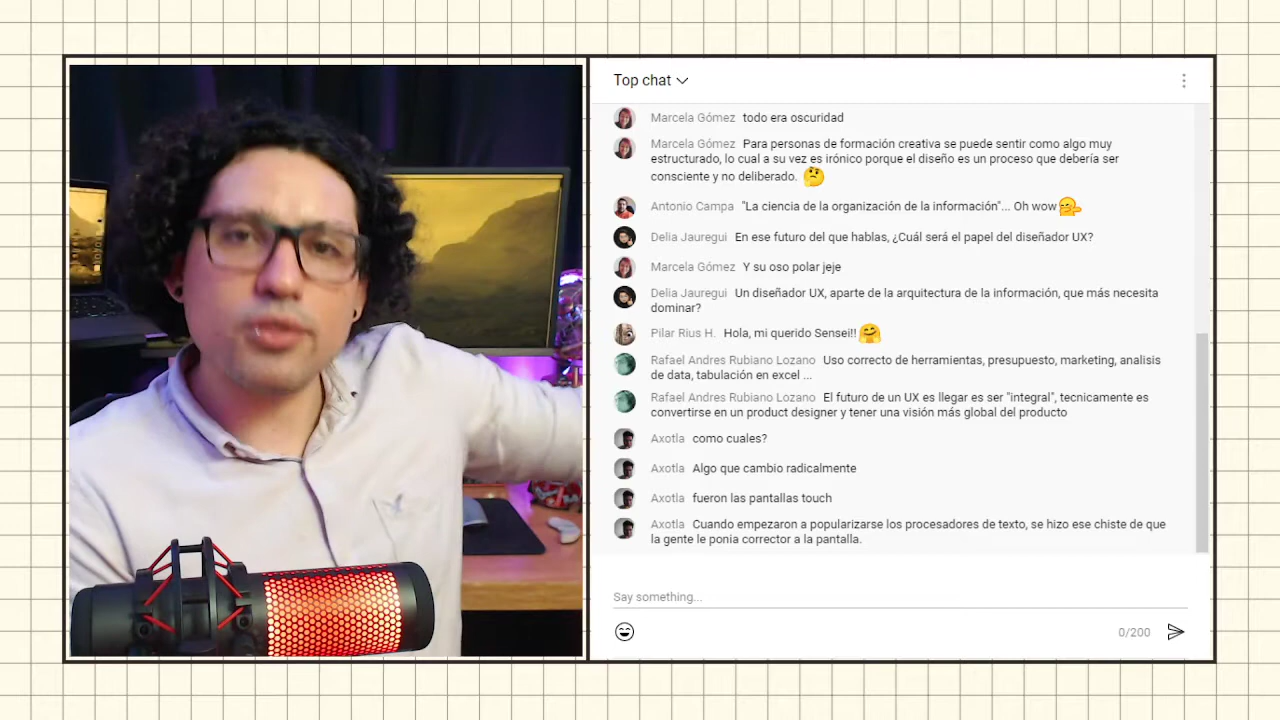 Top chat
Marcela Gómez todo era oscuridad
Marcela Gómez Para personas de formación creativa se puede sentir como algo muy
estructurado, lo cual a su vez es irónico porque el diseño es un proceso que debería ser
consciente y no deliberado. 🤔
Antonio Campa "La ciencia de la organización de la información"... Oh wow
Delia Jauregui En ese futuro del que hablas, ¿Cuál será el papel del diseñador UX?
Marcela Gómez Y su oso polar jeje
Delia Jauregui Un diseñador UX, aparte de la arquitectura de la información, que más necesita
dominar?
Pilar Rius H. Hola, mi querido Sensei!! 🤗
Rafael Andres Rubiano Lozano Uso correcto de herramientas, presupuesto, marketing, analisis
de data, tabulación en excel ...
Rafael Andres Rubiano Lozano El futuro de un UX es llegar es ser "integral", tecnicamente es
convertirse en un product designer y tener una visión más global del producto
Axotla como cuales?
Axotla Algo que cambio radicalmente
Axotla fueron las pantallas touch
Axotla Cuando empezaron a popularizarse los procesadores de texto, se hizo ese chiste de que
la gente le ponia corrector a la pantalla.
Say something...
0/200